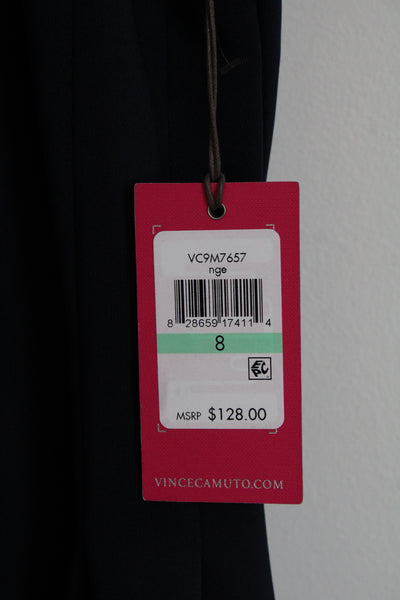 VC9M7657
nge
8 28659 17411 4
8
MSRP $128.00
VINCECAMUTO.COM